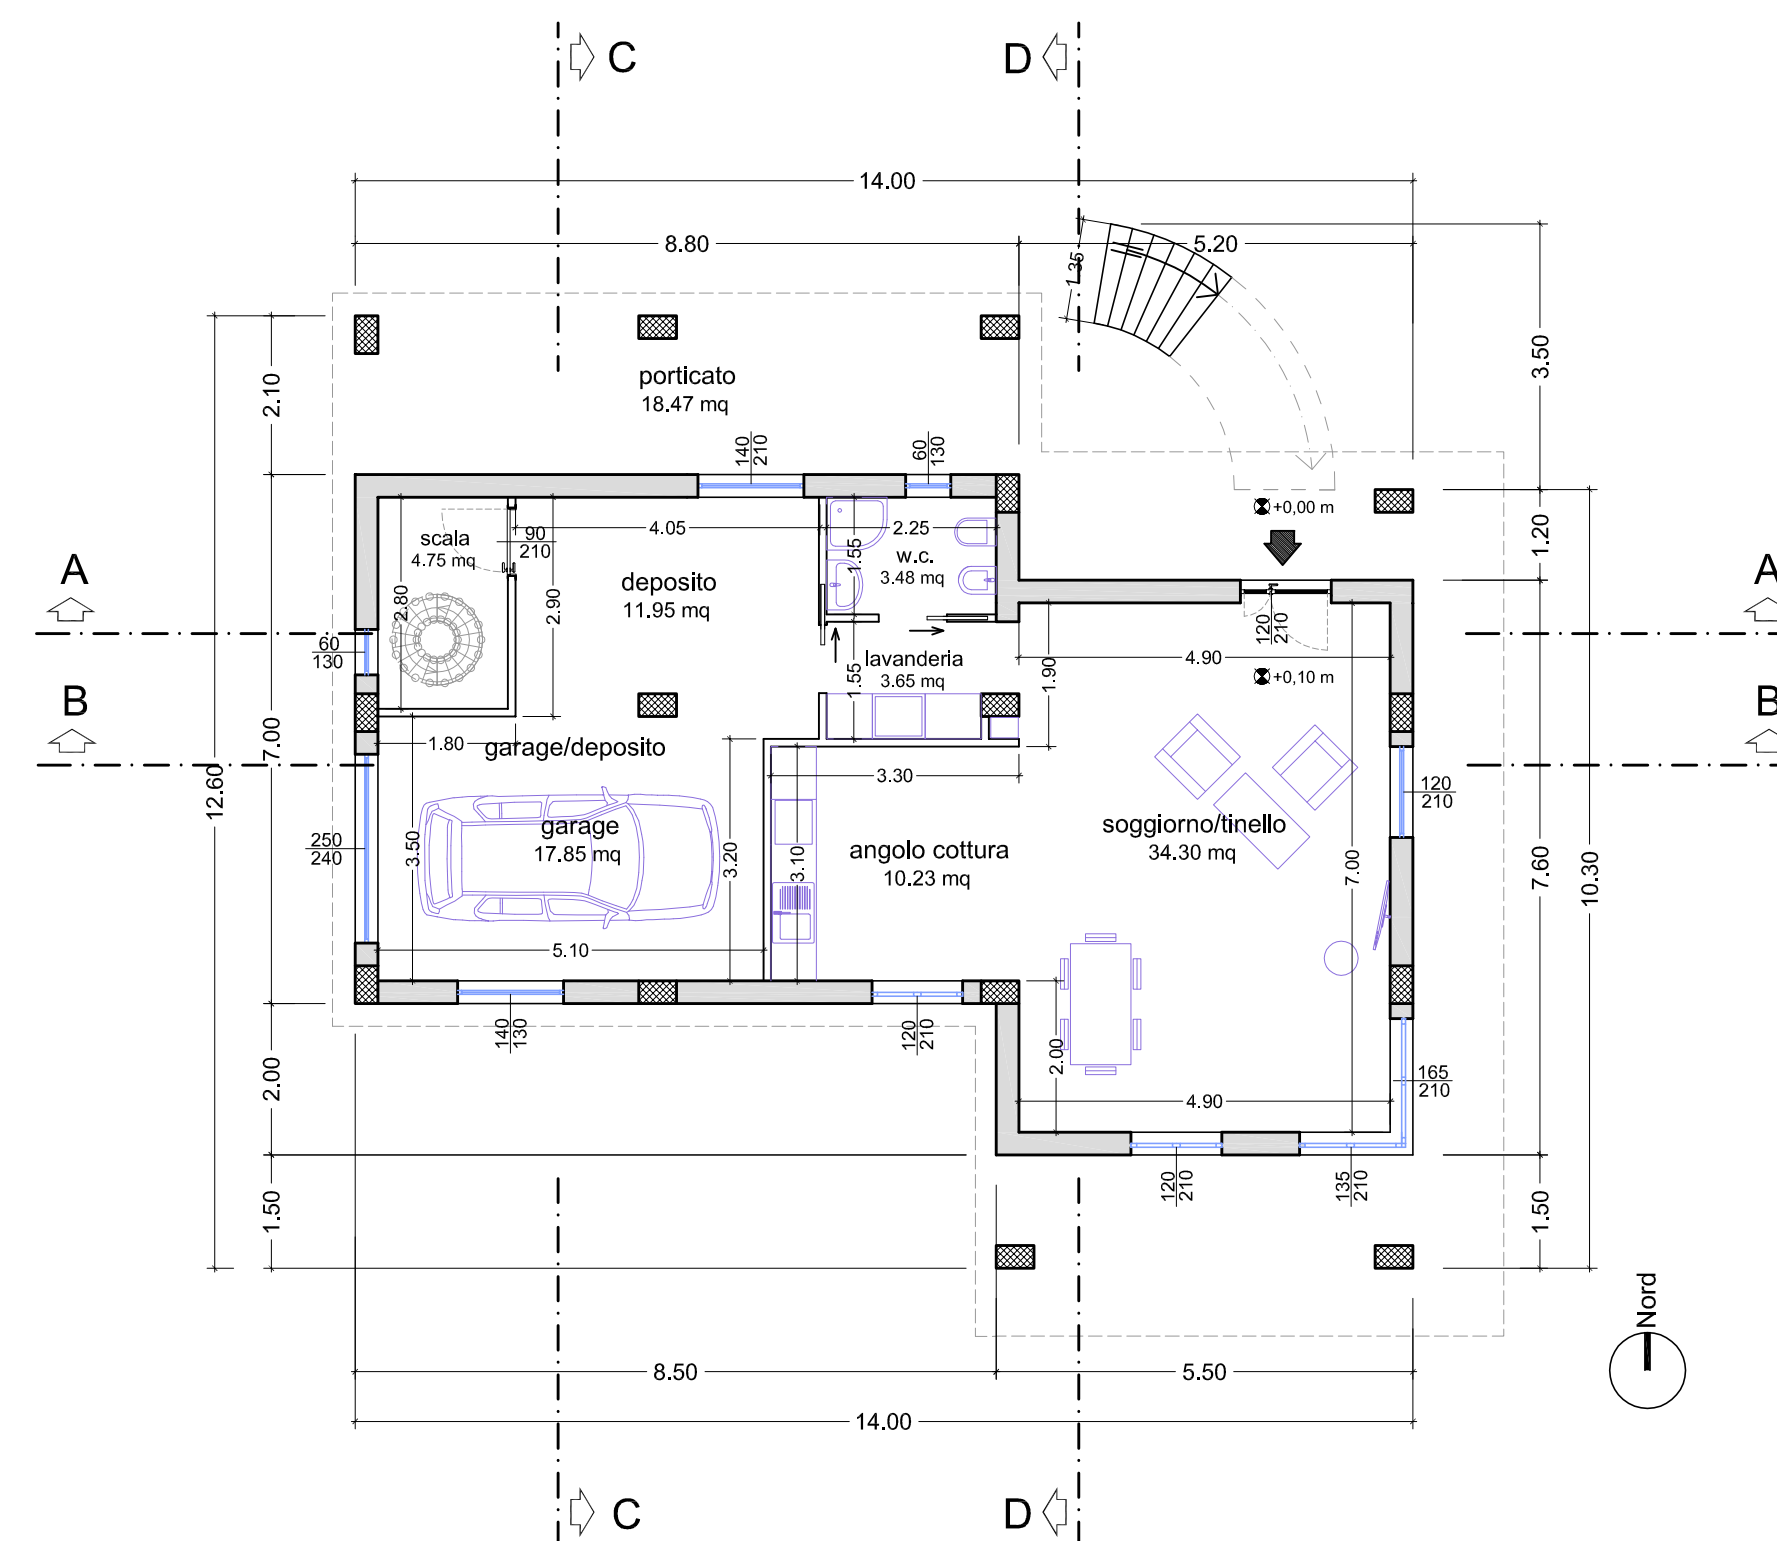 C
D
14.00
8.80
5.20
1.35
3.50
2.10
porticato
18.47 mq
140
210
60
130
+0,00 m
1.20
scala
4.75 mq
90
210
4.05
2.25
1.55
w.c.
3.48 mq
deposito
11.95 mq
2.80
2.90
A
A
60
130
120
210
lavanderia
3.65 mq
1.55
1.90
4.90
+0,10 m
B
B
7.00
12.60
1.80
garage/deposito
3.30
120
210
garage
17.85 mq
250
240
3.50
3.20
3.10
angolo cottura
10.23 mq
soggiorno/tinello
34.30 mq
7.00
7.60
10.30
5.10
140
130
120
210
2.00
2.00
4.90
165
210
120
210
135
210
1.50
1.50
Nord
8.50
5.50
14.00
C
D